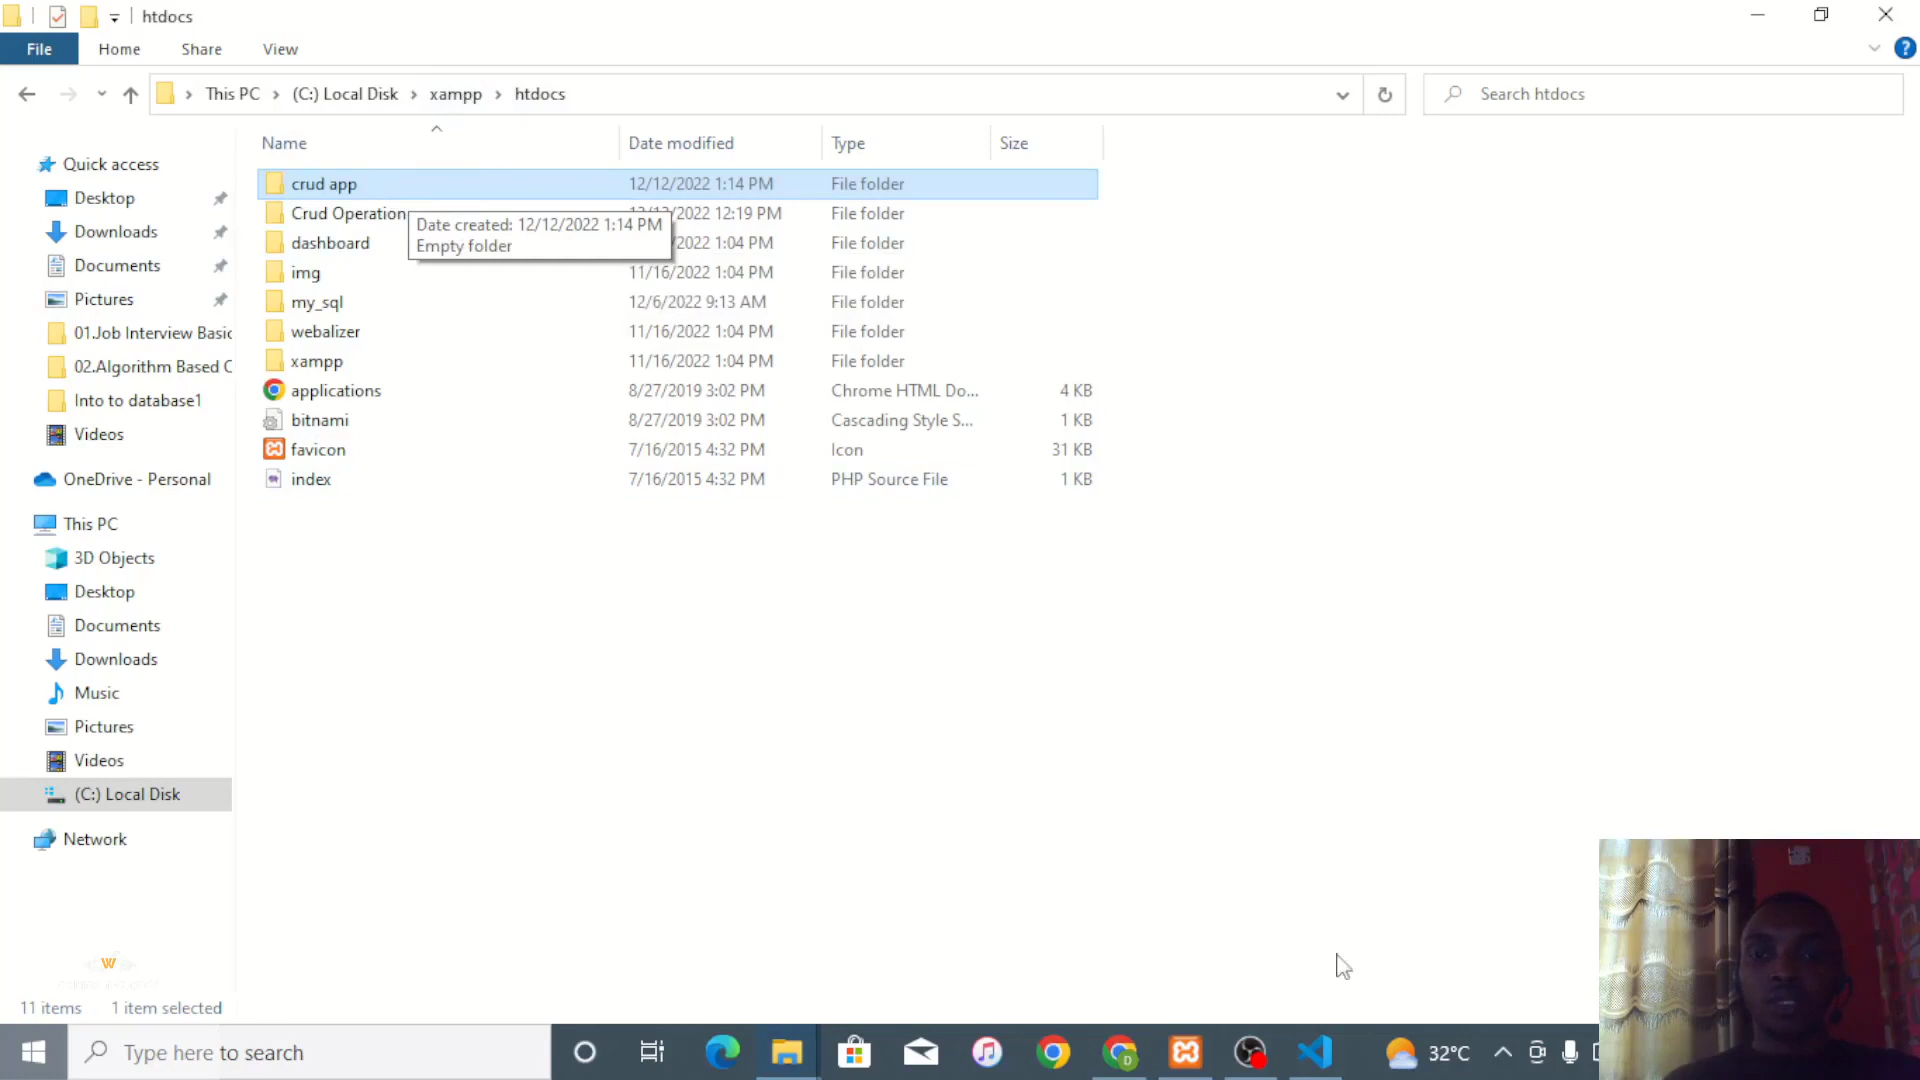 htdocs
File Home Share View
This PC (C:) Local Disk xampp htdocs
Search htdocs
Name Date modified Type Size
crud app 12/12/2022 1:14 PM File folder
Crud Operation 12:19 PM File folder
Date created: 12/12/2022 1:14 PM
Empty folder
dashboard 2022 1:04 PM File folder
img 11/16/2022 1:04 PM File folder
my_sql 12/6/2022 9:13 AM File folder
webalizer 11/16/2022 1:04 PM File folder
xampp 11/16/2022 1:04 PM File folder
applications 8/27/2019 3:02 PM Chrome HTML Do... 4 KB
bitnami 8/27/2019 3:02 PM Cascading Style S... 1 KB
favicon 7/16/2015 4:32 PM Icon 31 KB
index 7/16/2015 4:32 PM PHP Source File 1 KB
Quick access
Desktop
Downloads
Documents
Pictures
01.Job Interview Basic
02.Algorithm Based C
Into to database1
Videos
OneDrive - Personal
This PC
3D Objects
Desktop
Documents
Downloads
Music
Pictures
Videos
(C:) Local Disk
Network
W
11 items 1 item selected
Type here to search
D
32°C